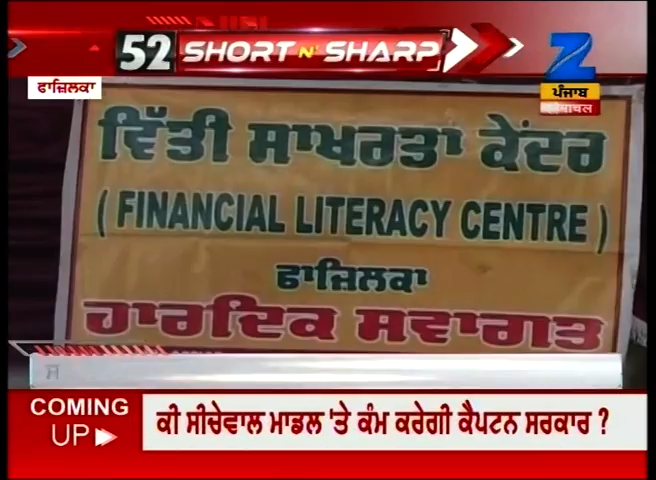 52 SHORT N' SHARP
ਫਾਜ਼ਿਲਕਾ
Z
ਪੰਜਾਬ
ਹਿਮਾਚਲ
ਵਿੱਤੀ ਸਾਖਰਤਾ ਕੇਂਦਰ
( FINANCIAL LITERACY CENTRE )
ਫਾਜ਼ਿਲਕਾ
ਹਾਰਦਿਕ ਸਵਾਗਤ
COMING
UP
ਕੀ ਸੀਚੇਵਾਲ ਮਾਡਲ 'ਤੇ ਕੰਮ ਕਰੇਗੀ ਕੈਪਟਨ ਸਰਕਾਰ ?